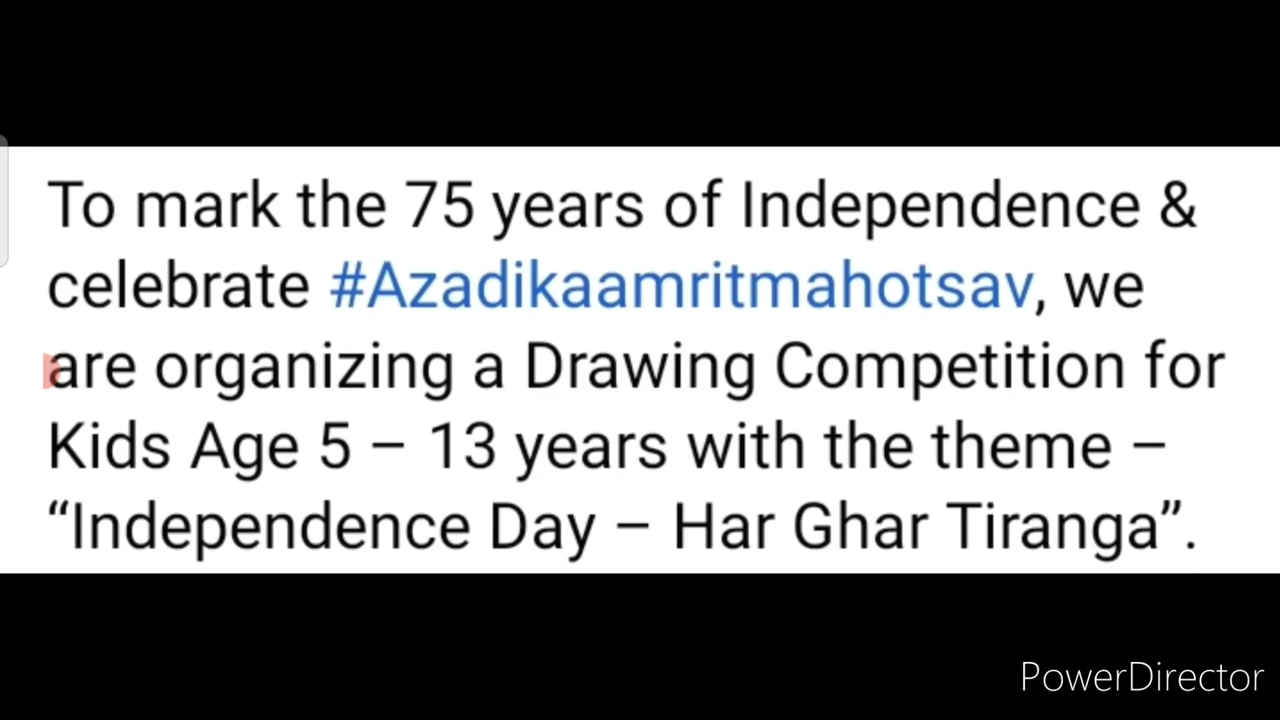 To mark the 75 years of Independence &
celebrate #Azadikaamritmahotsav, we
are organizing a Drawing Competition for
Kids Age 5 – 13 years with the theme –
“Independence Day – Har Ghar Tiranga”.
PowerDirector